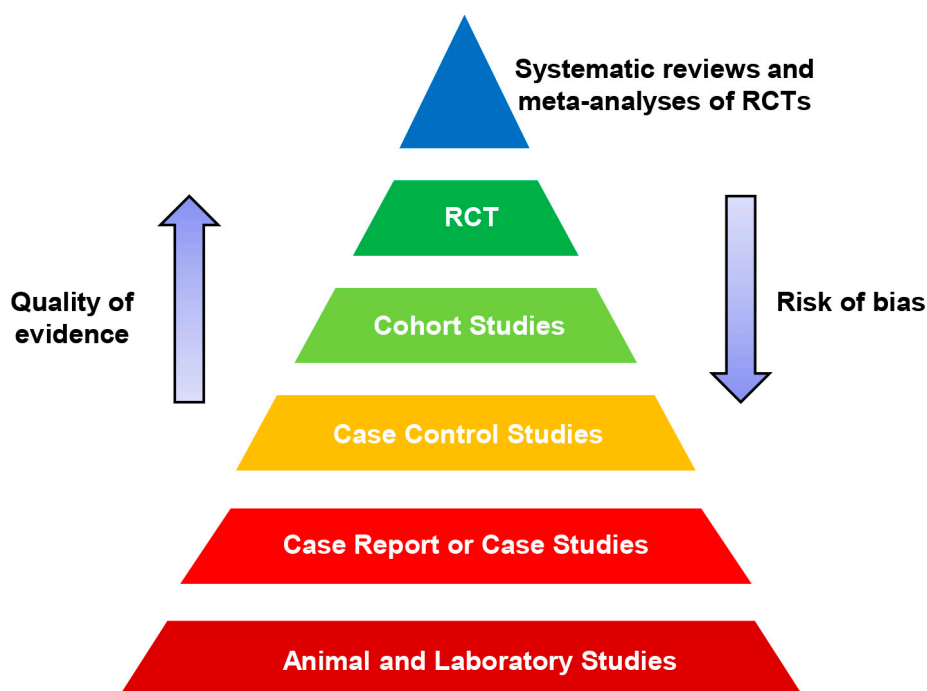 Systematic reviews and
meta-analyses of RCTs
RCT
Quality of
evidence
Risk of bias
Cohort Studies
Case Control Studies
Case Report or Case Studies
Animal and Laboratory Studies